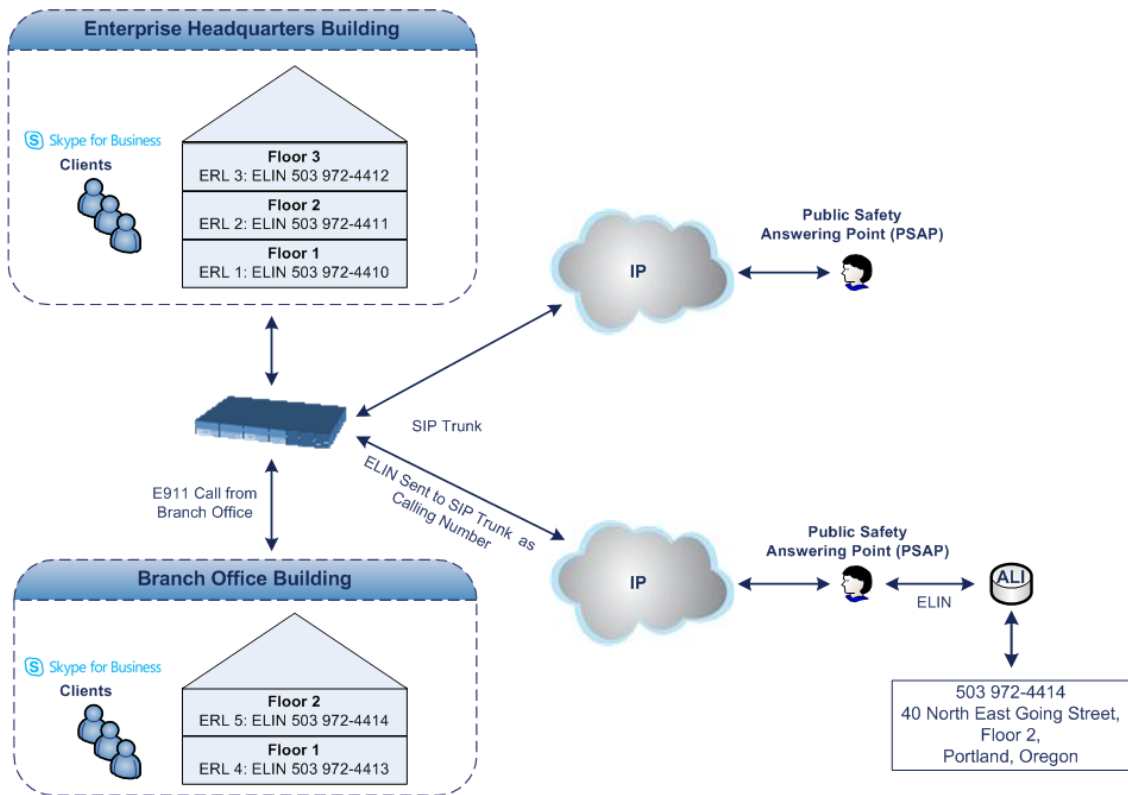 Enterprise Headquarters Building
Skype for Business
Clients
Floor 3
ERL 3: ELIN 503 972-4412
Floor 2
ERL 2: ELIN 503 972-4411
Floor 1
ERL 1: ELIN 503 972-4410
IP
Public Safety
Answering Point (PSAP)
SIP Trunk
E911 Call from
Branch Office
ELIN Sent to SIP Trunk as
Calling Number
IP
Public Safety
Answering Point (PSAP)
ELIN
ALI
503 972-4414
40 North East Going Street,
Floor 2,
Portland, Oregon
Branch Office Building
Skype for Business
Clients
Floor 2
ERL 5: ELIN 503 972-4414
Floor 1
ERL 4: ELIN 503 972-4413